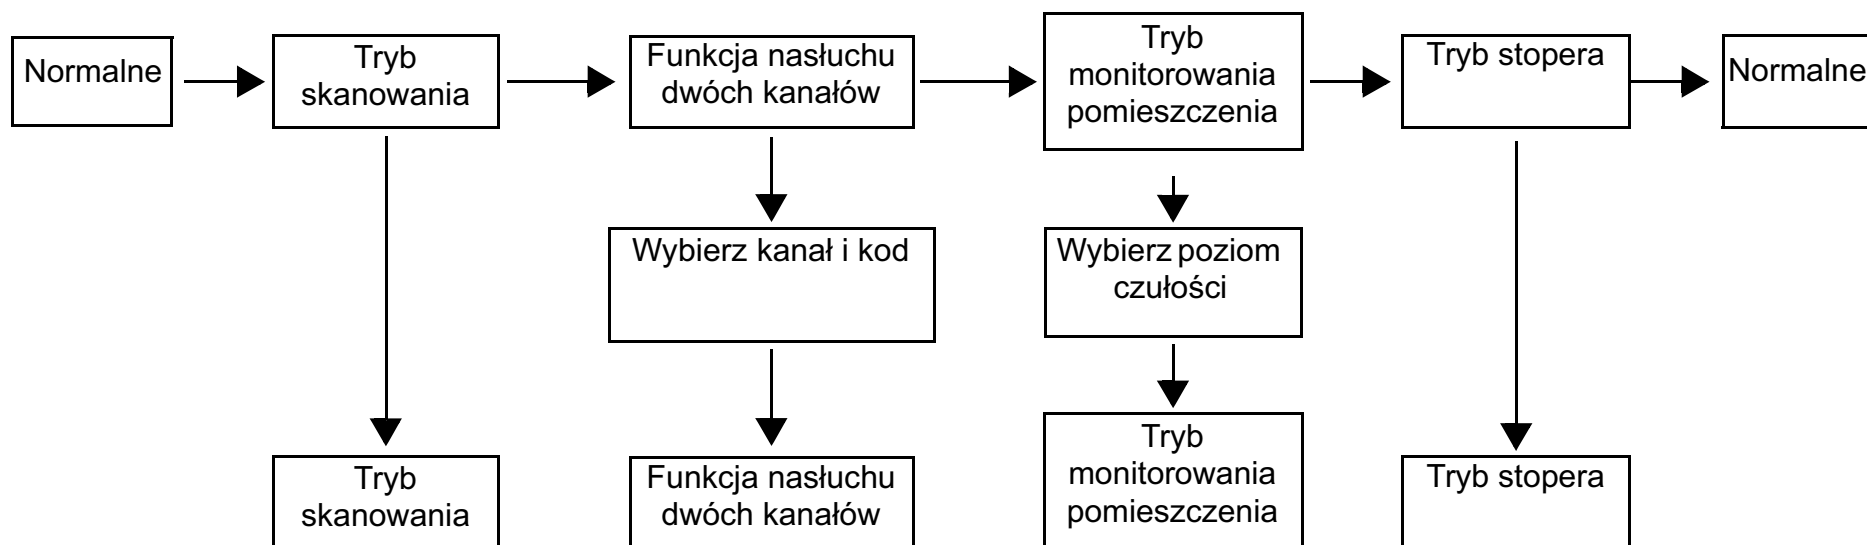 Normalne
Tryb
skanowania
Funkcja nasłuchu
dwóch kanałów
Tryb
monitorowania
pomieszczenia
Tryb stopera
Normalne
Wybierz kanał i kod
Wybierz poziom
czułości
Tryb
skanowania
Funkcja nasłuchu
dwóch kanałów
Tryb
monitorowania
pomieszczenia
Tryb stopera